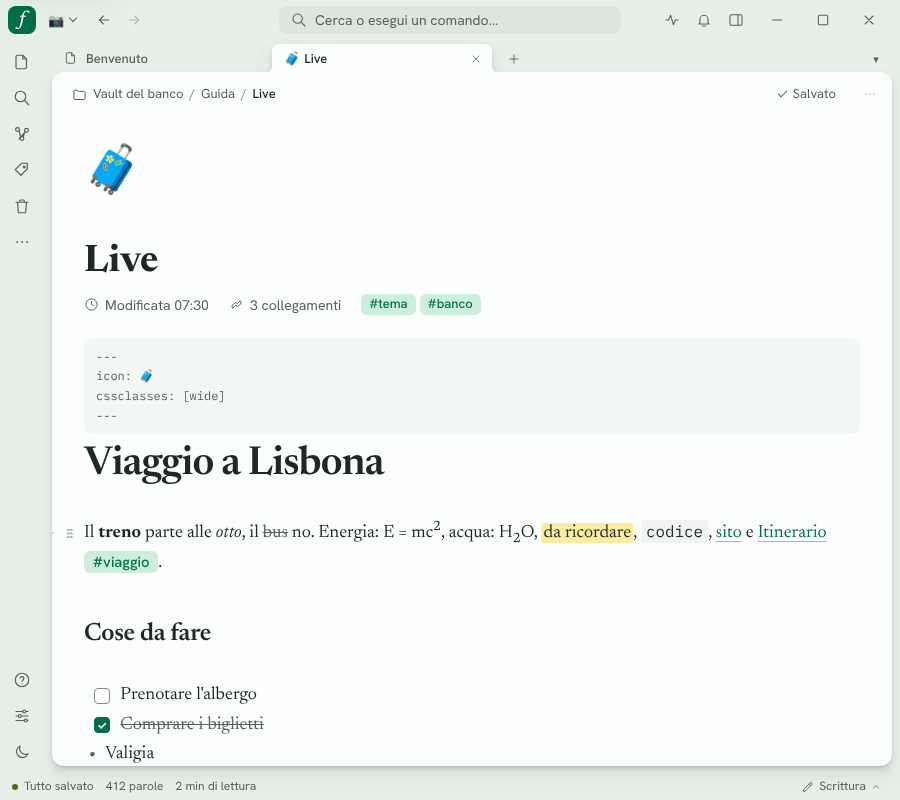 f
Cerca o esegui un comando...
Benvenuto
Live
Vault del banco / Guida / Live
Salvato
Live
Modificata 07:30 3 collegamenti #tema #banco
---
icon: 🧳
cssclasses: [wide]
---
Viaggio a Lisbona
Il treno parte alle otto, il bus no. Energia: E = mc², acqua: H₂O, da ricordare, codice, sito e Itinerario
#viaggio.
Cose da fare
Prenotare l'albergo
Comprare i biglietti
• Valigia
Tutto salvato 412 parole 2 min di lettura
Scrittura